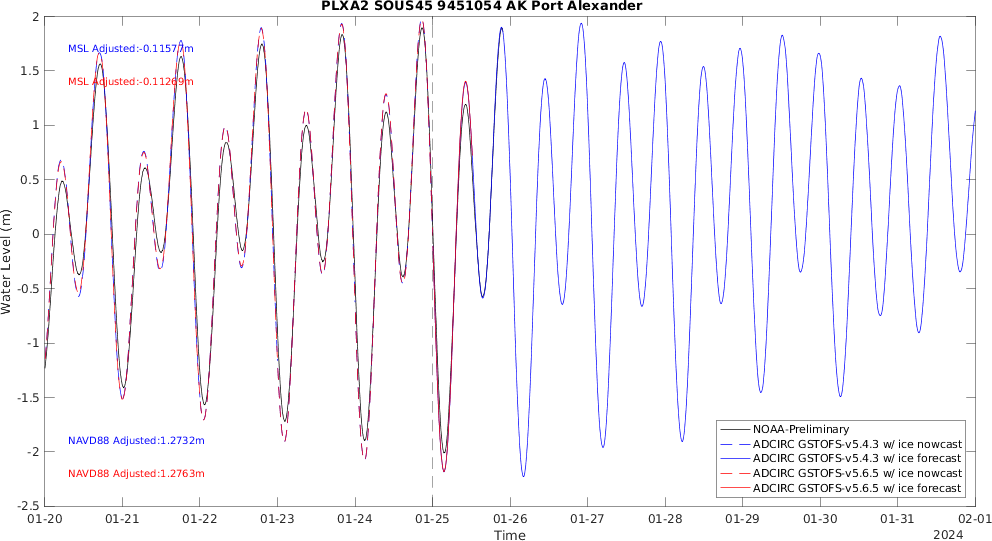 PLXA2 SOUS45 9451054 AK Port Alexander
MSL Adjusted:-0.11577m
MSL Adjusted:-0.11269m
NAVD88 Adjusted:1.2732m
NAVD88 Adjusted:1.2763m
Water Level (m)
2
1.5
1
0.5
0
-0.5
-1
-1.5
-2
-2.5
NOAA-Preliminary
ADCIRC GSTOFS-v5.4.3 w/ ice nowcast
ADCIRC GSTOFS-v5.4.3 w/ ice forecast
ADCIRC GSTOFS-v5.6.5 w/ ice nowcast
ADCIRC GSTOFS-v5.6.5 w/ ice forecast
01-20 01-21 01-22 01-23 01-24 01-25 01-26 01-27 01-28 01-29 01-30 01-31 02-01
Time
2024